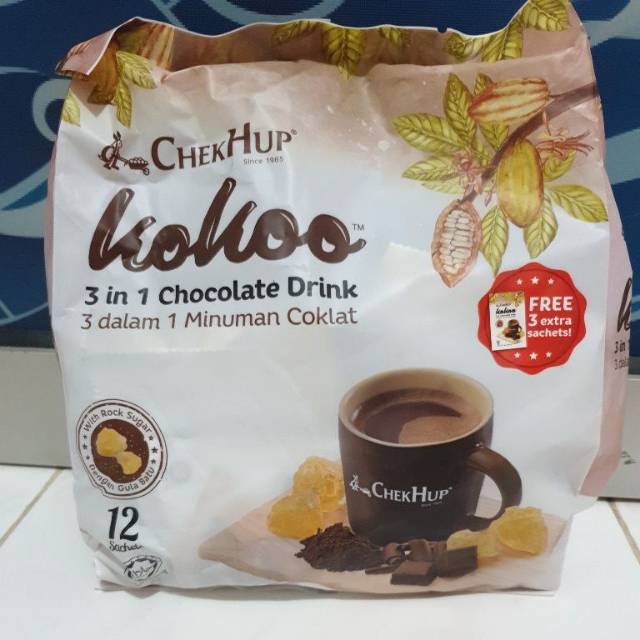 CHEKHUP®
Since 1965
kokoo™
3 in 1 Chocolate Drink
3 dalam 1 Minuman Coklat
FREE
3 extra
sachets!
kokoo
With Rock Sugar
Dengan Gula Batu
CHEKHUP
12
Sachets